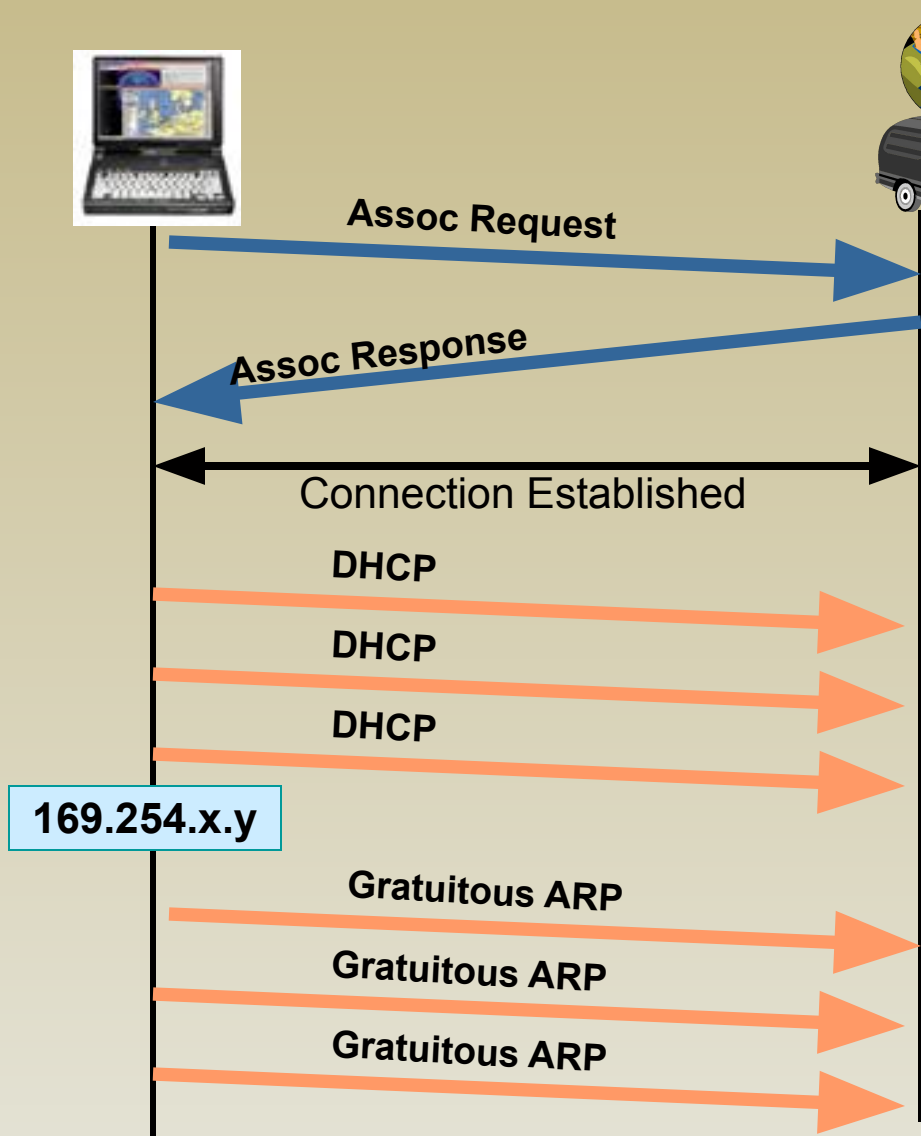 Assoc Request
Assoc Response
Connection Established
DHCP
DHCP
DHCP
169.254.x.y
Gratuitous ARP
Gratuitous ARP
Gratuitous ARP